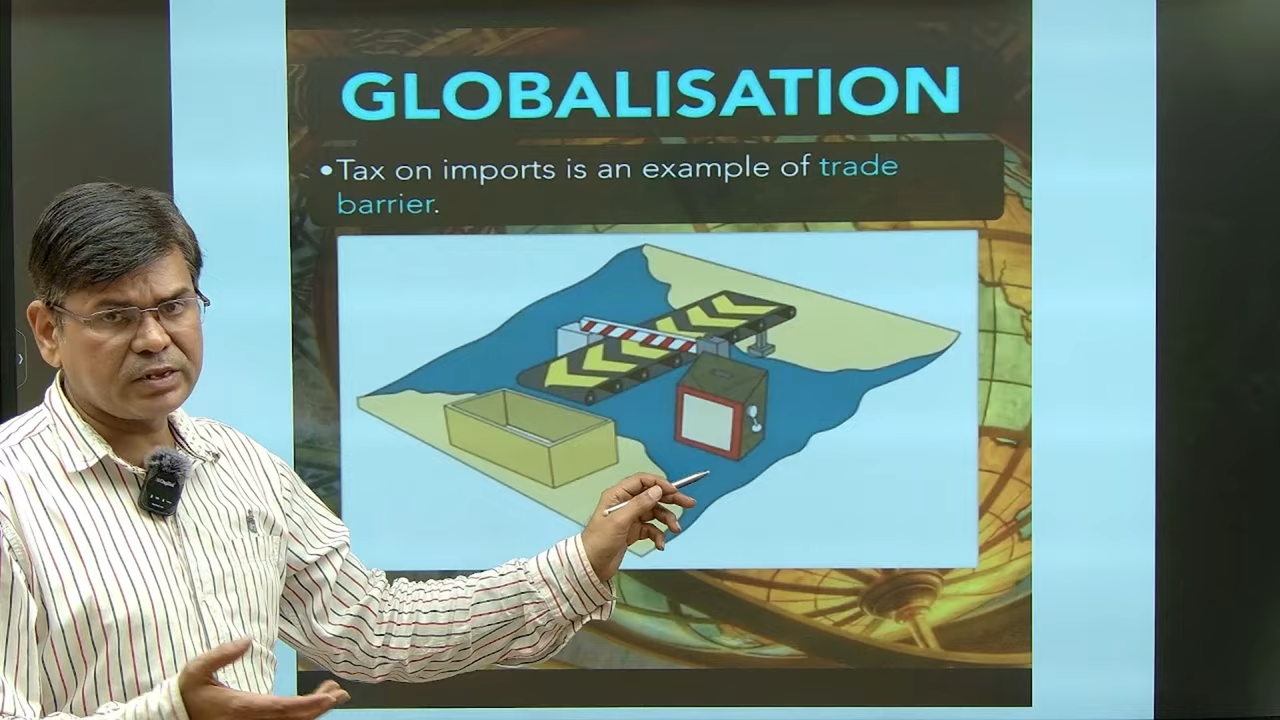 GLOBALISATION
•Tax on imports is an example of trade
barrier.